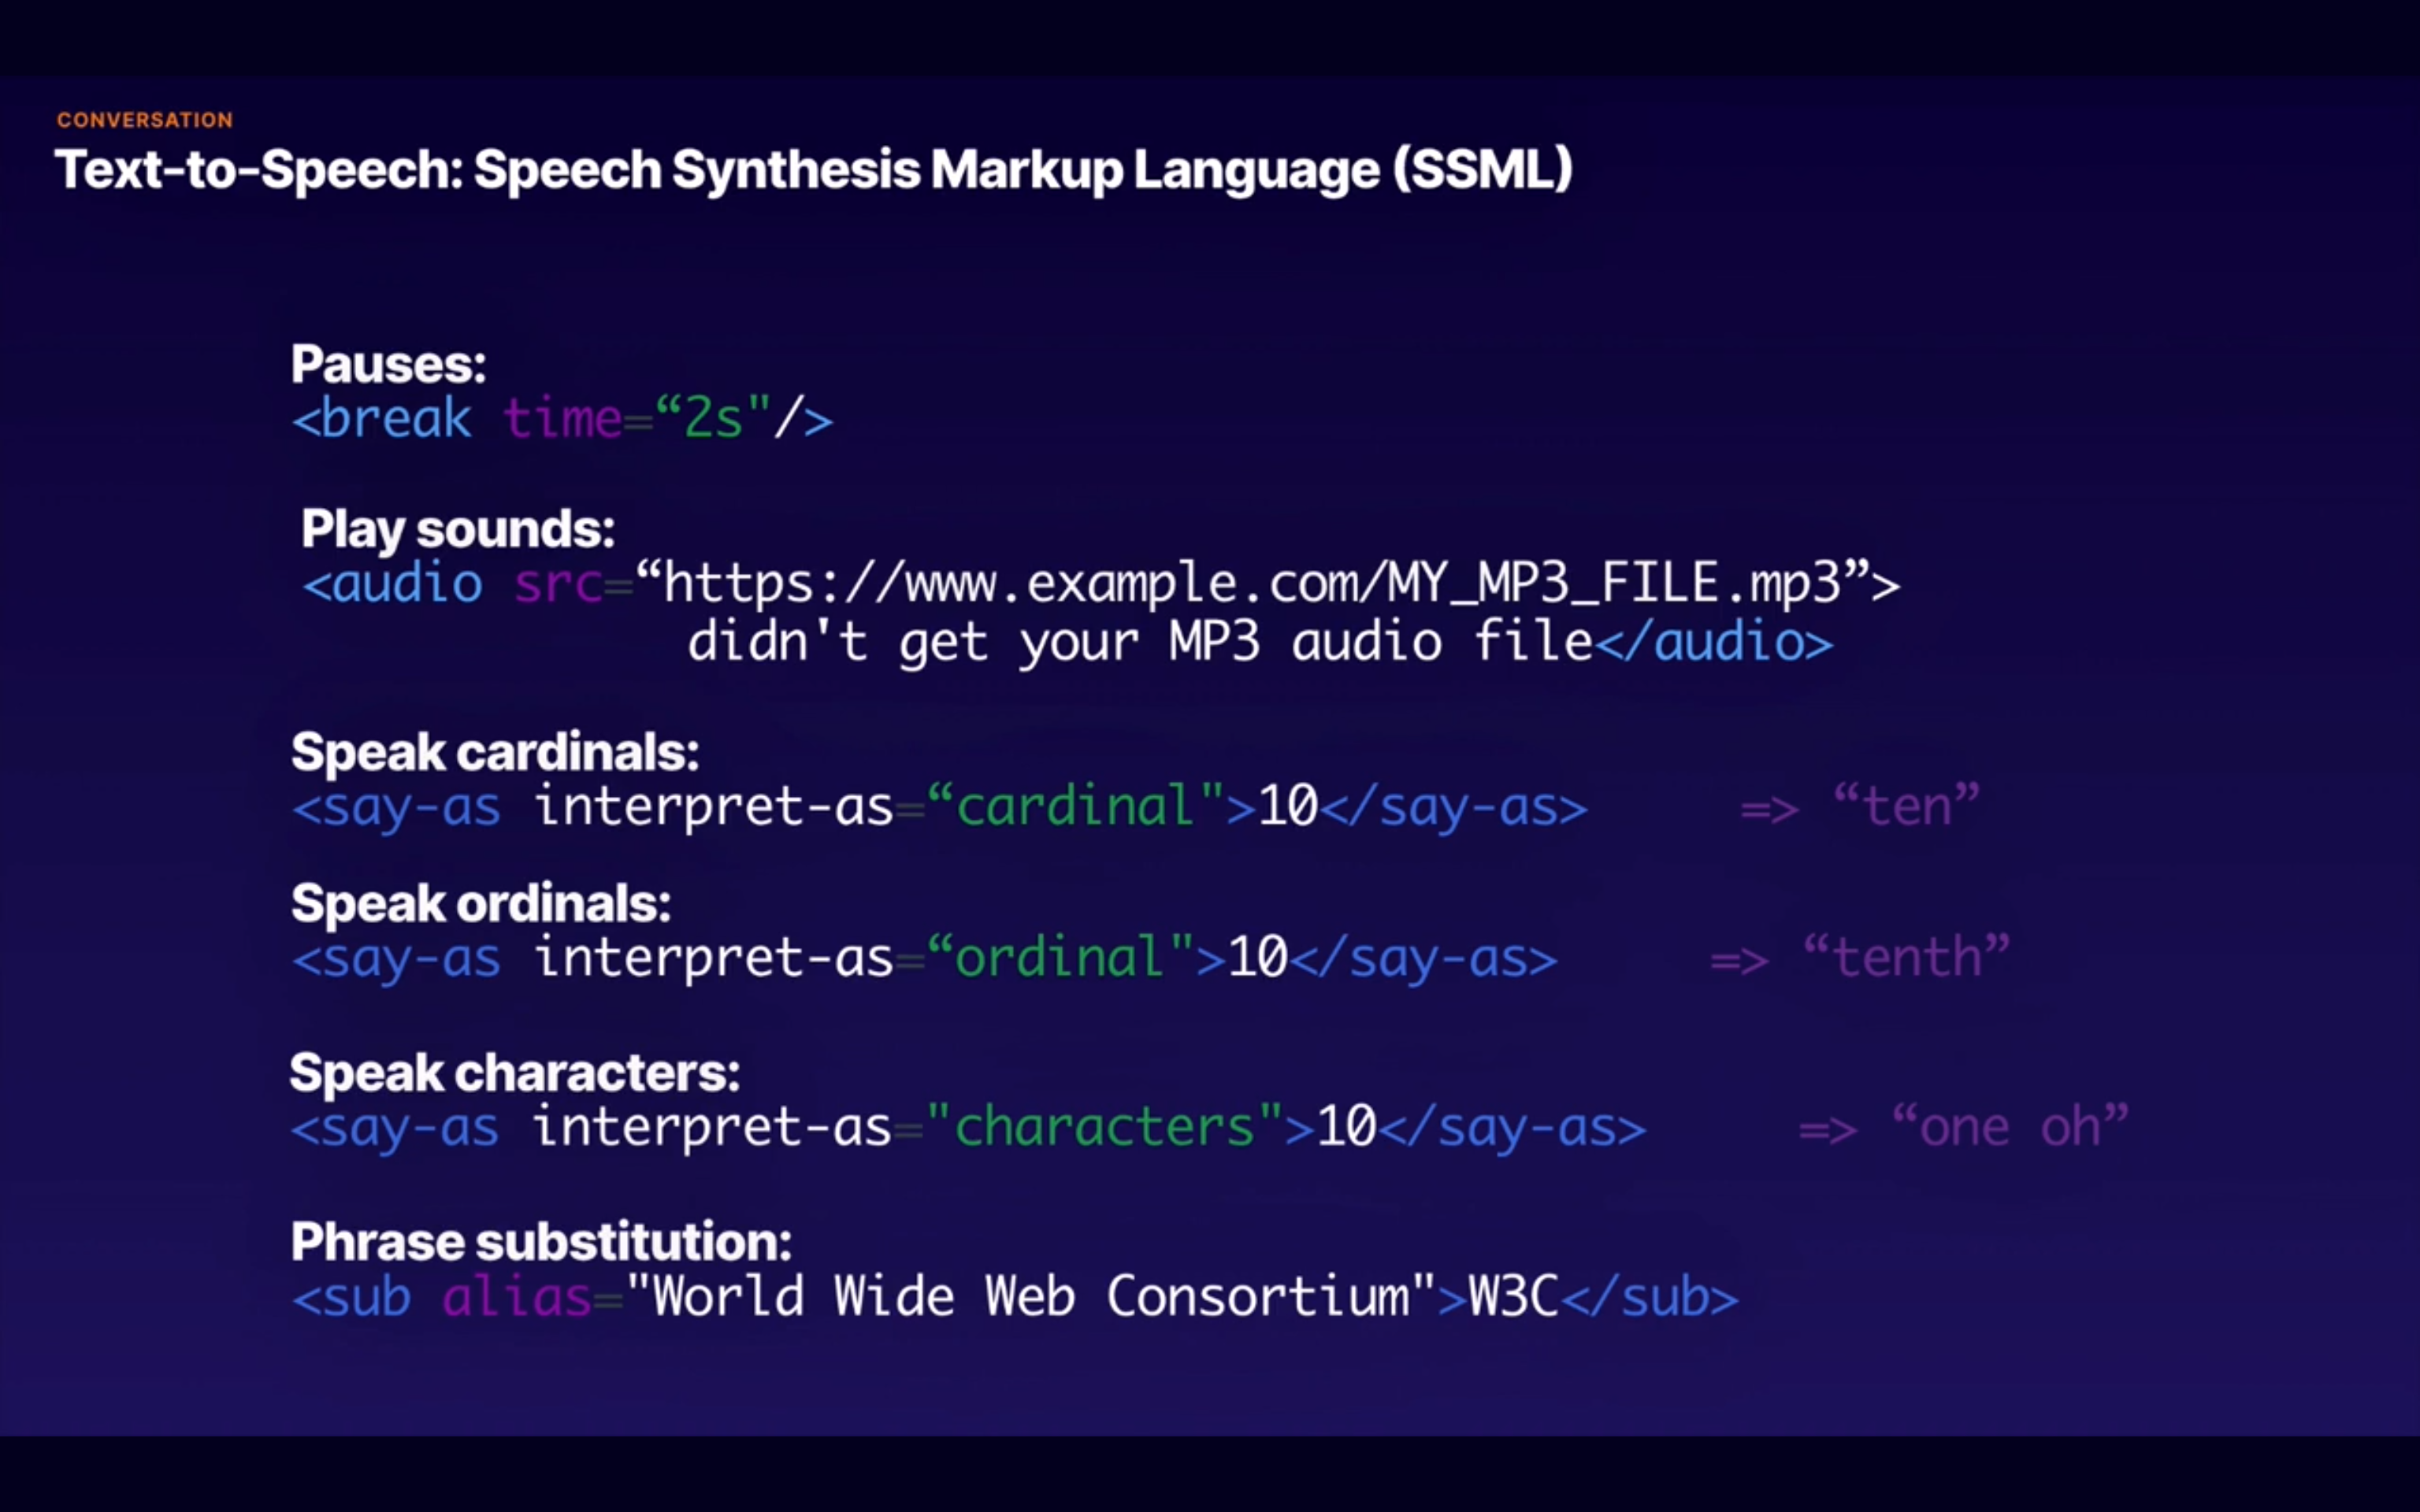 CONVERSATION
Text-to-Speech: Speech Synthesis Markup Language (SSML)
Pauses:
<break time=“2s"/>
Play sounds:
<audio src=“https://www.example.com/MY_MP3_FILE.mp3”>
didn't get your MP3 audio file</audio>
Speak cardinals:
<say-as interpret-as=“cardinal">10</say-as> => “ten”
Speak ordinals:
<say-as interpret-as=“ordinal">10</say-as> => “tenth”
Speak characters:
<say-as interpret-as="characters">10</say-as> => “one oh”
Phrase substitution:
<sub alias="World Wide Web Consortium">W3C</sub>